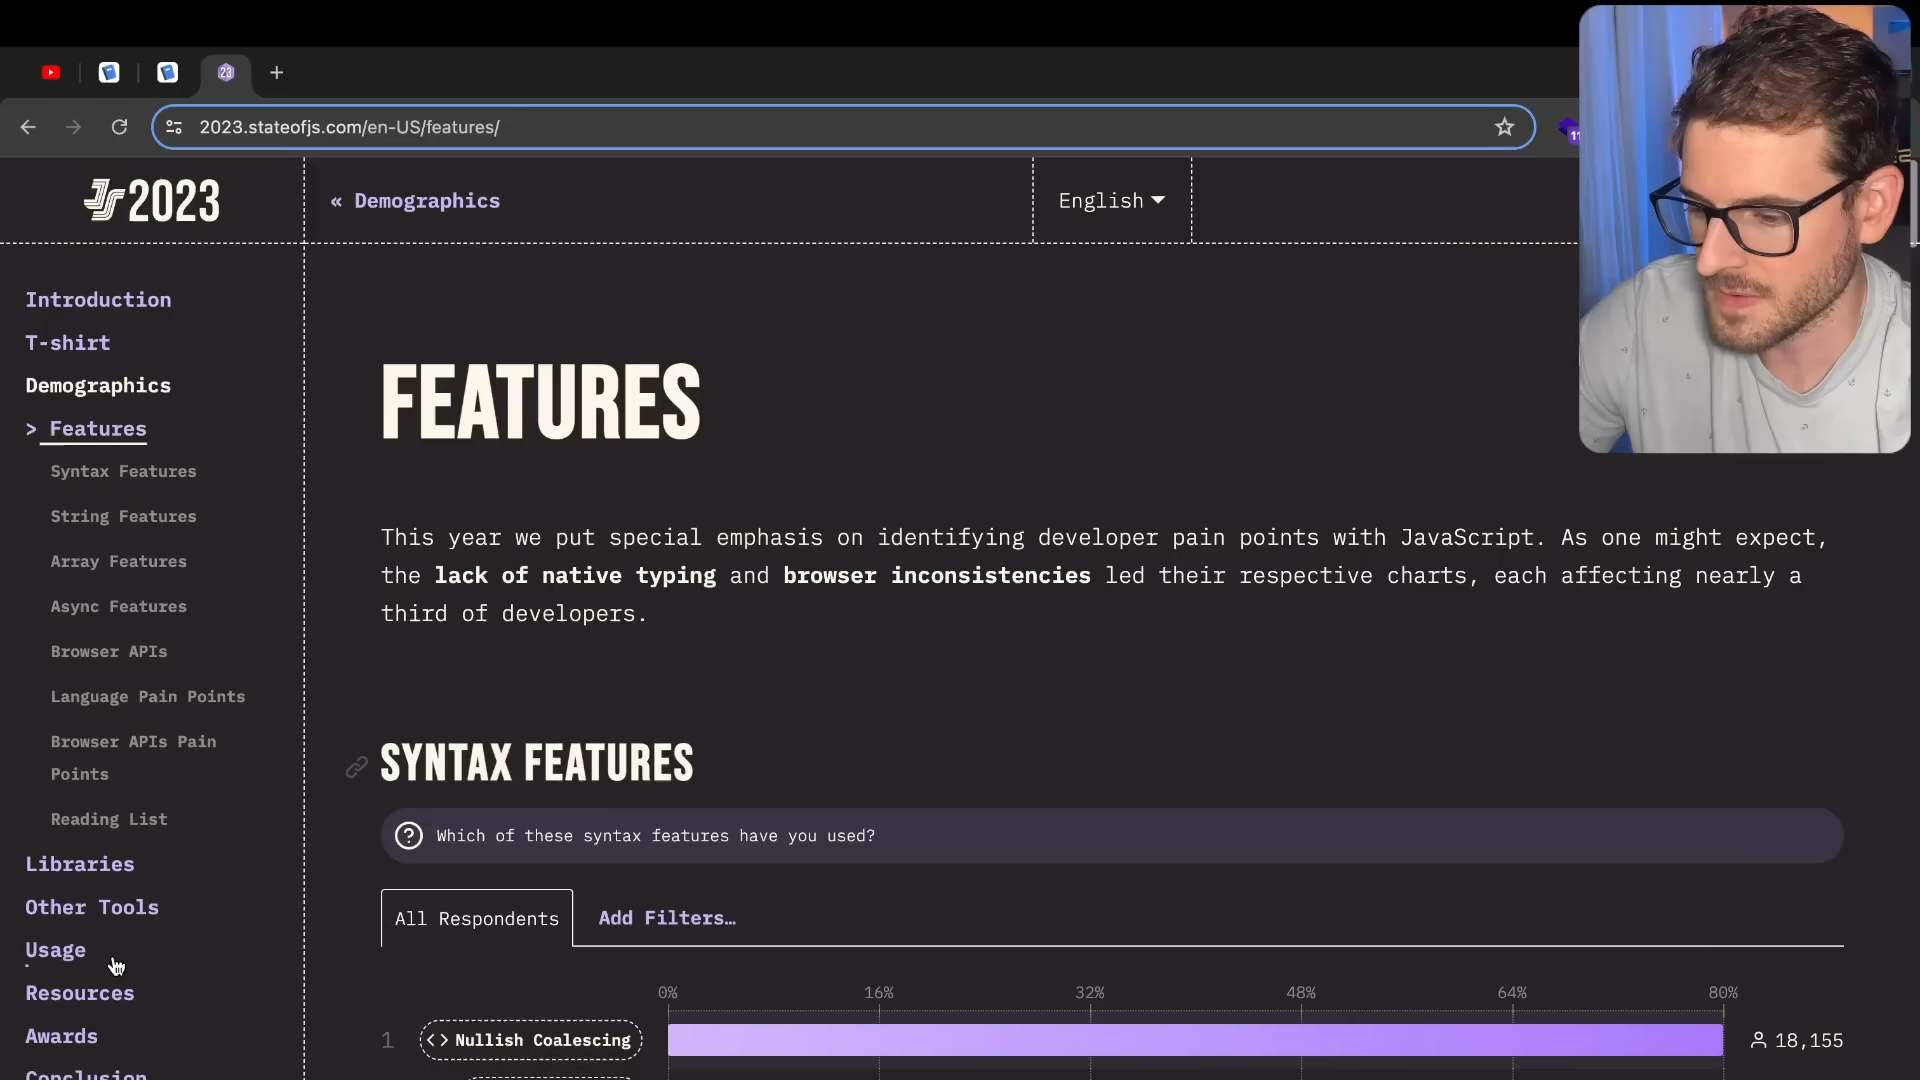 23
2023.stateofjs.com/en-US/features/
11
JS 2023
« Demographics
English
Introduction
T-shirt
Demographics
> Features
Syntax Features
String Features
Array Features
Async Features
Browser APIs
Language Pain Points
Browser APIs Pain
Points
Reading List
Libraries
Other Tools
Usage
Resources
Awards
Conclusion
FEATURES
This year we put special emphasis on identifying developer pain points with JavaScript. As one might expect,
the lack of native typing and browser inconsistencies led their respective charts, each affecting nearly a
third of developers.
SYNTAX FEATURES
? Which of these syntax features have you used?
All Respondents
Add Filters…
0% 16% 32% 48% 64% 80%
1 <> Nullish Coalescing 18,155